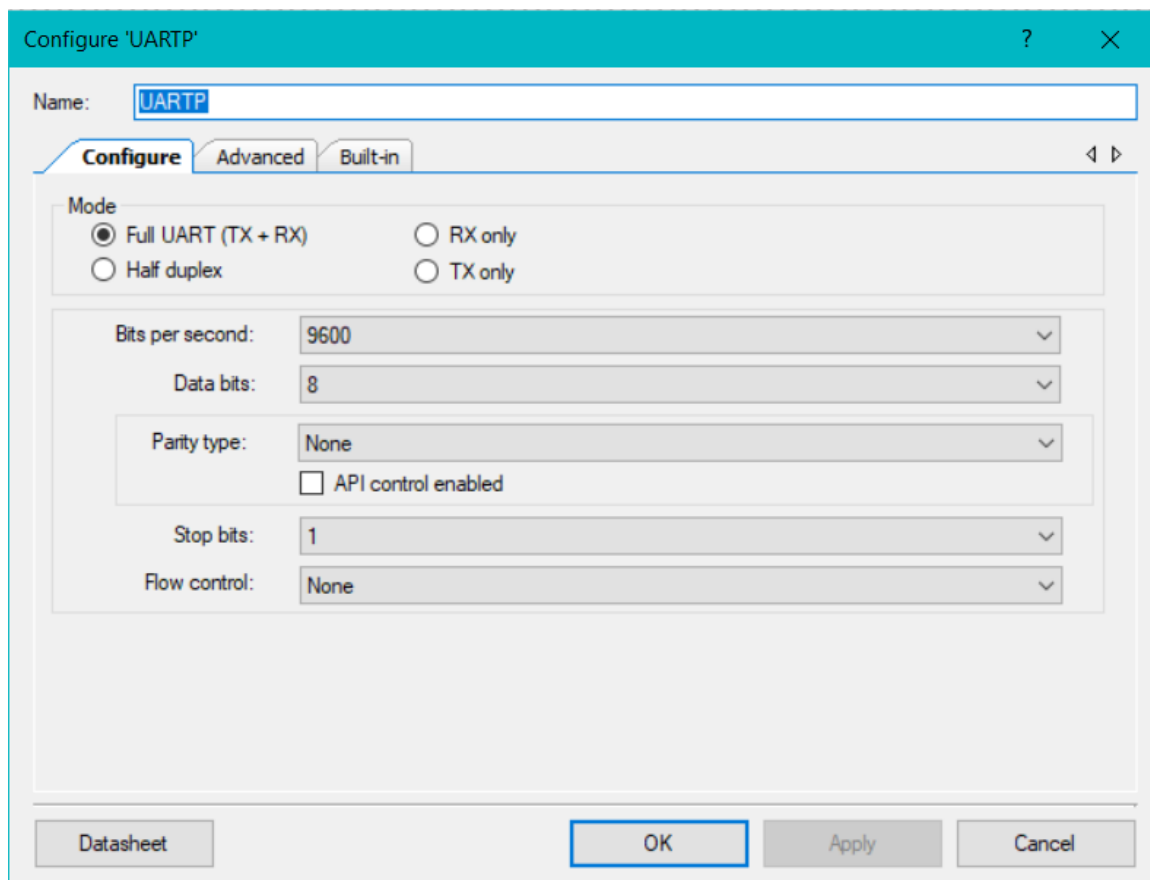 Configure 'UARTP' ?
Name: UARTP
Configure Advanced Built-in
Mode
Full UART (TX + RX) RX only
Half duplex TX only
Bits per second: 9600
Data bits: 8
Parity type: None
API control enabled
Stop bits: 1
Flow control: None
Datasheet OK Apply Cancel